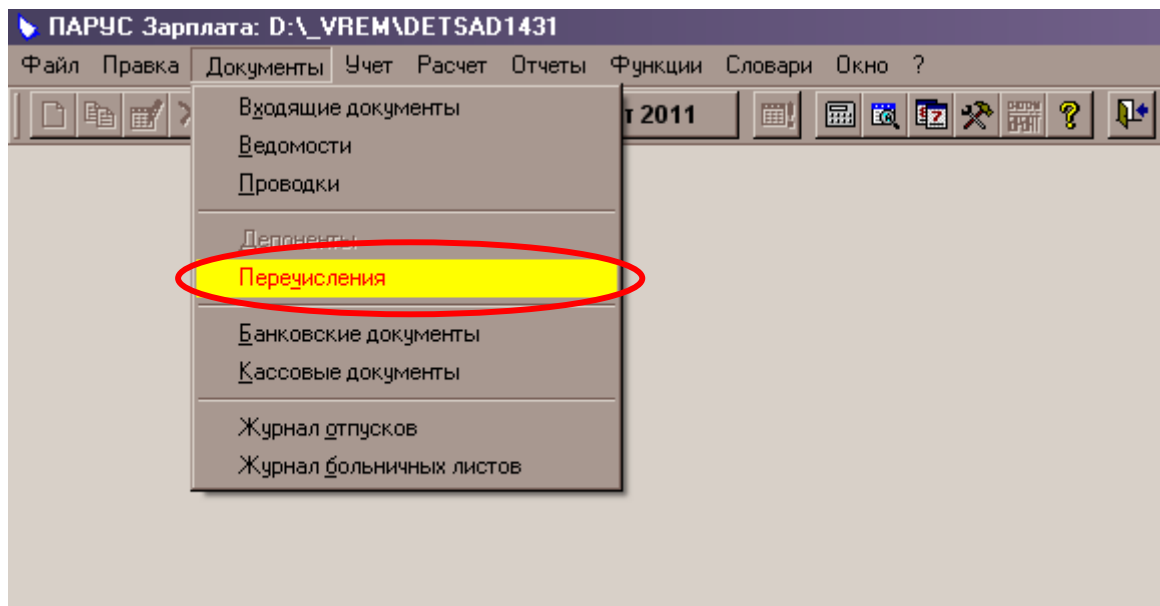 ПАРУС Зарплата: D:\_VREM\DETSAD1431
Файл Правка Документы Учет Расчет Отчеты Функции Словари Окно ?
т 2011
Входящие документы
Ведомости
Проводки
Депоненты
Перечисления
Банковские документы
Кассовые документы
Журнал отпусков
Журнал больничных листов